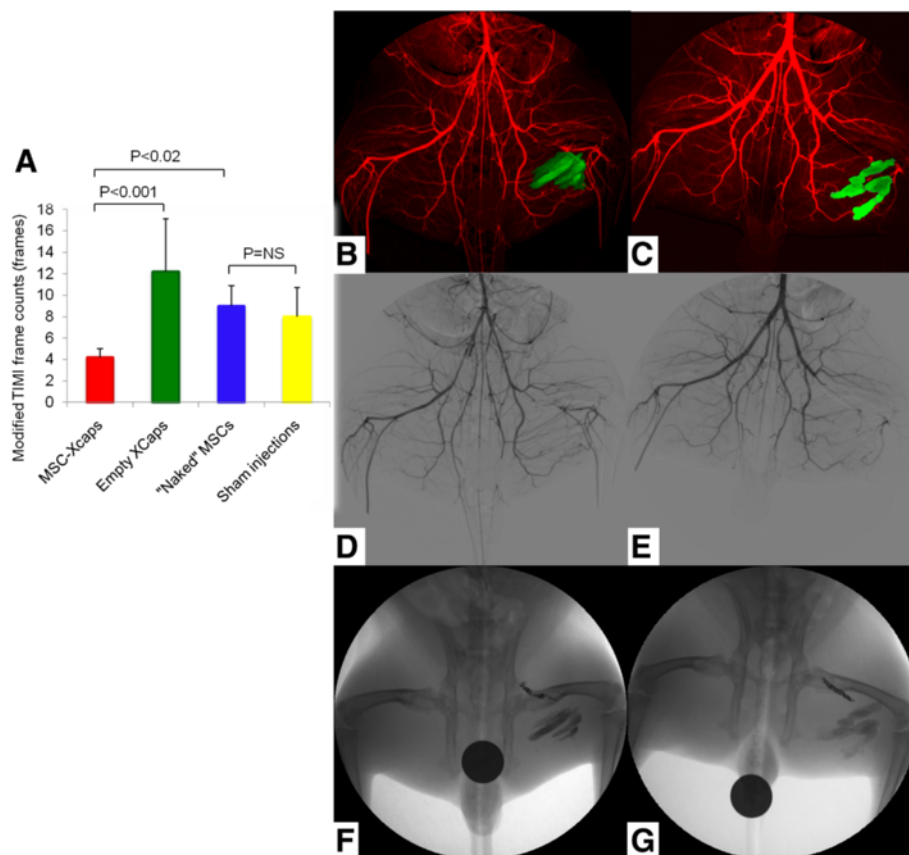 A
P<0.02
P<0.001
P=NS
Modified TIMI frame counts (frames)
18
16
14
12
10
8
6
4
2
0
MSC-Xcaps
Empty XCaps
"Naked" MSCs
Sham injections
B
C
D
E
F
G